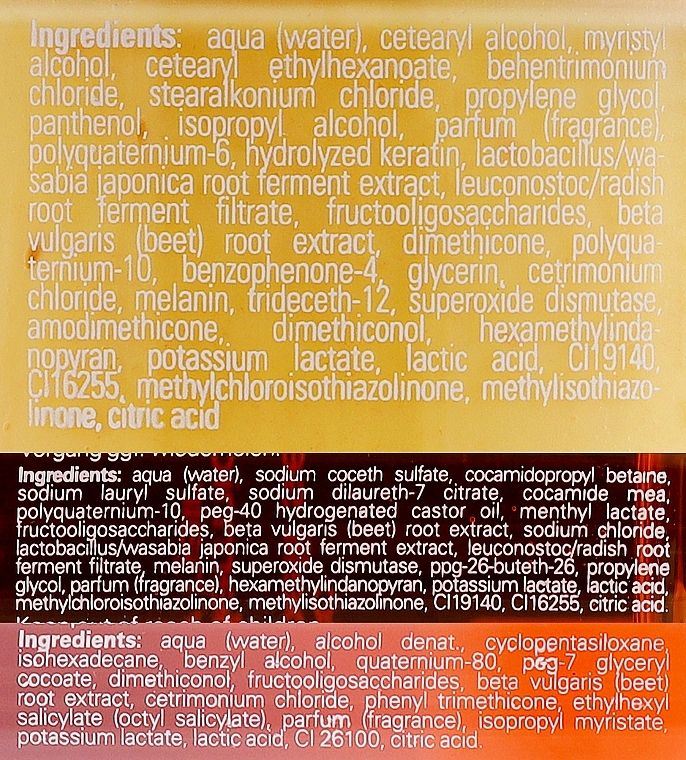 Ingredients: aqua (water), cetearyl alcohol, myristyl
alcohol, cetearyl ethylhexanoate, behentrimonium
chloride, stearalkonium chloride, propylene glycol,
panthenol, isopropyl alcohol, parfum (fragrance),
polyquaternium-6, hydrolyzed keratin, lactobacillus/wa-
sabia japonica root ferment extract, leuconostoc/radish
root ferment filtrate, fructooligosaccharides, beta
vulgaris (beet) root extract, dimethicone, polyqua-
ternium-10, benzophenone-4, glycerin, cetrimonium
chloride, melanin, trideceth-12, superoxide dismutase,
amodimethicone, dimethiconol, hexamethylinda-
nopyran, potassium lactate, lactic acid, CI19140,
CI16255, methylchloroisothiazolinone, methylisothiazo-
linone, citric acid
Vorgang ggf. wiederholen.
Ingredients: aqua (water), sodium coceth sulfate, cocamidopropyl betaine,
sodium lauryl sulfate, sodium dilaureth-7 citrate, cocamide mea,
polyquaternium-10, peg-40 hydrogenated castor oil, menthyl lactate,
fructooligosaccharides, beta vulgaris (beet) root extract, sodium chloride,
lactobacillus/wasabia japonica root ferment extract, leuconostoc/radish root
ferment filtrate, melanin, superoxide dismutase, ppg-26-buteth-26, propylene
glycol, parfum (fragrance), hexamethylindanopyran, potassium lactate, lactic acid,
methylchloroisothiazolinone, methylisothiazolinone, CI19140, CI16255, citric acid.
Keep out of reach of children.
Ingredients: aqua (water), alcohol denat., cyclopentasiloxane,
isohexadecane, benzyl alcohol, quaternium-80, peg-7 glyceryl
cocoate, dimethiconol, fructooligosaccharides, beta vulgaris (beet)
root extract, cetrimonium chloride, phenyl trimethicone, ethylhexyl
salicylate (octyl salicylate), parfum (fragrance), isopropyl myristate,
potassium lactate, lactic acid, CI 26100, citric acid.